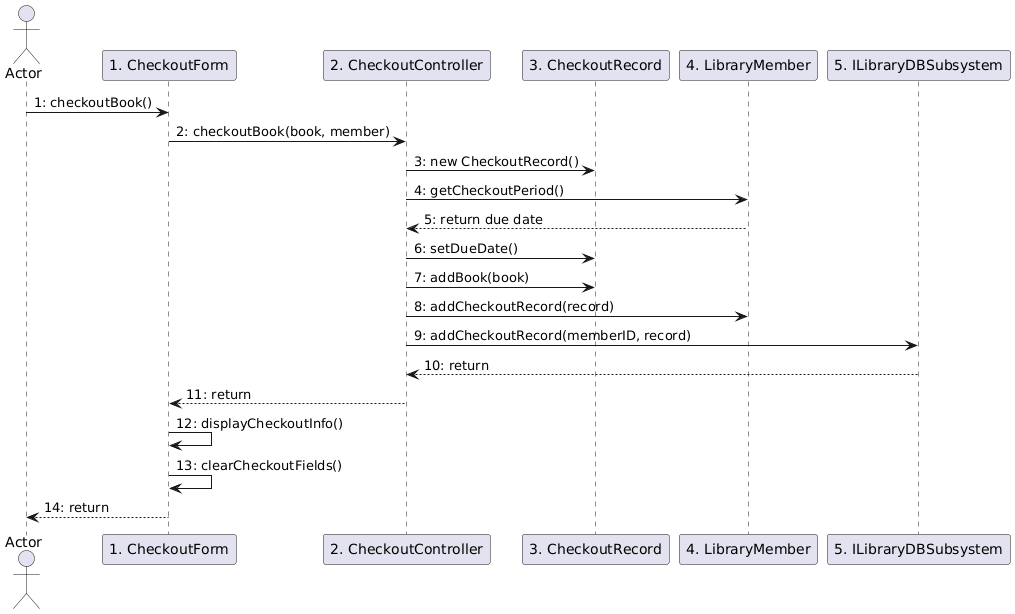 Actor
1. CheckoutForm
2. CheckoutController
3. CheckoutRecord
4. LibraryMember
5. ILibraryDBSubsystem
1: checkoutBook()
2: checkoutBook(book, member)
3: new CheckoutRecord()
4: getCheckoutPeriod()
5: return due date
6: setDueDate()
7: addBook(book)
8: addCheckoutRecord(record)
9: addCheckoutRecord(memberID, record)
10: return
11: return
12: displayCheckoutInfo()
13: clearCheckoutFields()
14: return
Actor
1. CheckoutForm
2. CheckoutController
3. CheckoutRecord
4. LibraryMember
5. ILibraryDBSubsystem